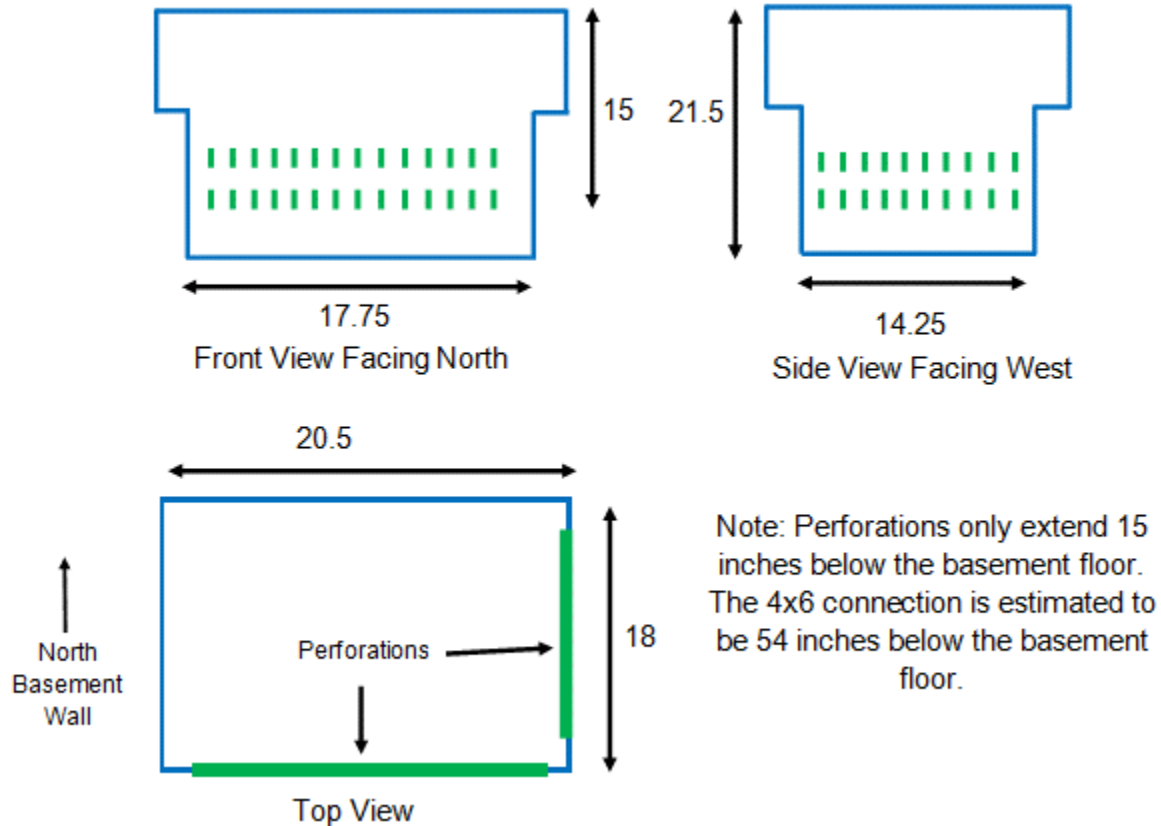 15
21.5
17.75
14.25
Front View Facing North
Side View Facing West
20.5
18
North
Basement
Wall
Perforations
Top View
Note: Perforations only extend 15
inches below the basement floor.
The 4x6 connection is estimated to
be 54 inches below the basement
floor.